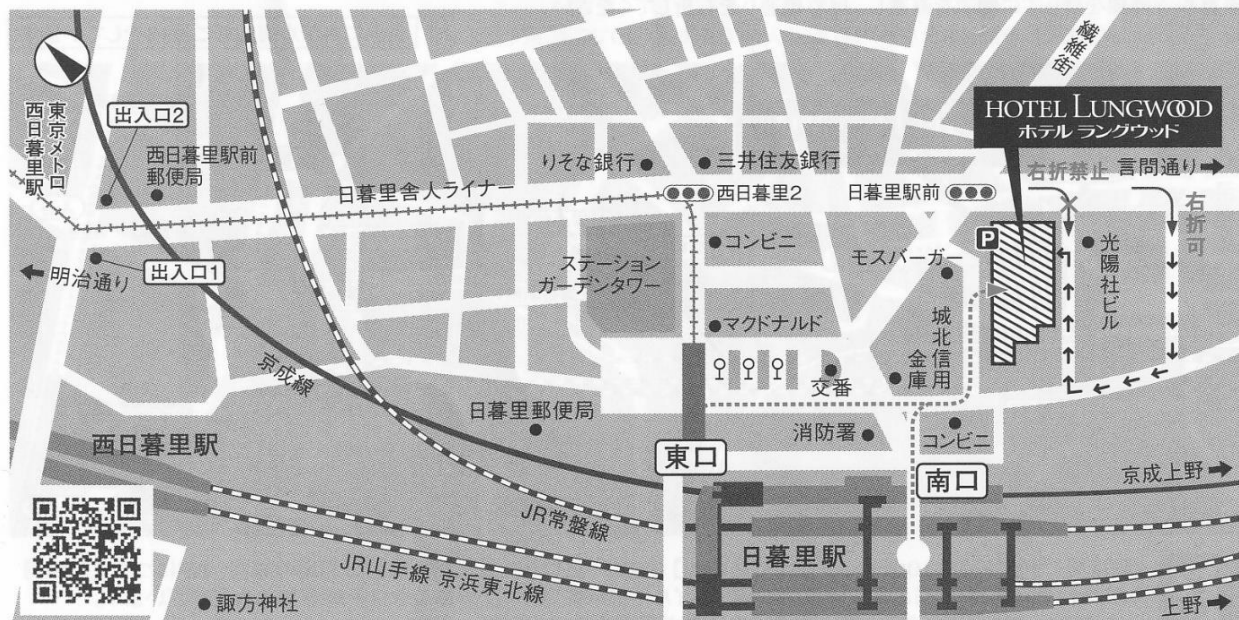 繊維街
HOTEL LUNGWOOD
ホテル ラングウッド
東京メトロ
西日暮里駅
出入口2
西日暮里駅前
郵便局
りそな銀行
三井住友銀行
右折禁止
言問通り
日暮里舎人ライナー
西日暮里2
日暮里駅前
右折可
P
光陽社ビル
コンビニ
モスバーガー
出入口1
明治通り
ステーション
ガーデンタワー
マクドナルド
城北信用
金庫
交番
京成線
日暮里郵便局
消防署
コンビニ
西日暮里駅
東口
南口
京成上野
JR常盤線
日暮里駅
JR山手線 京浜東北線
諏方神社
上野